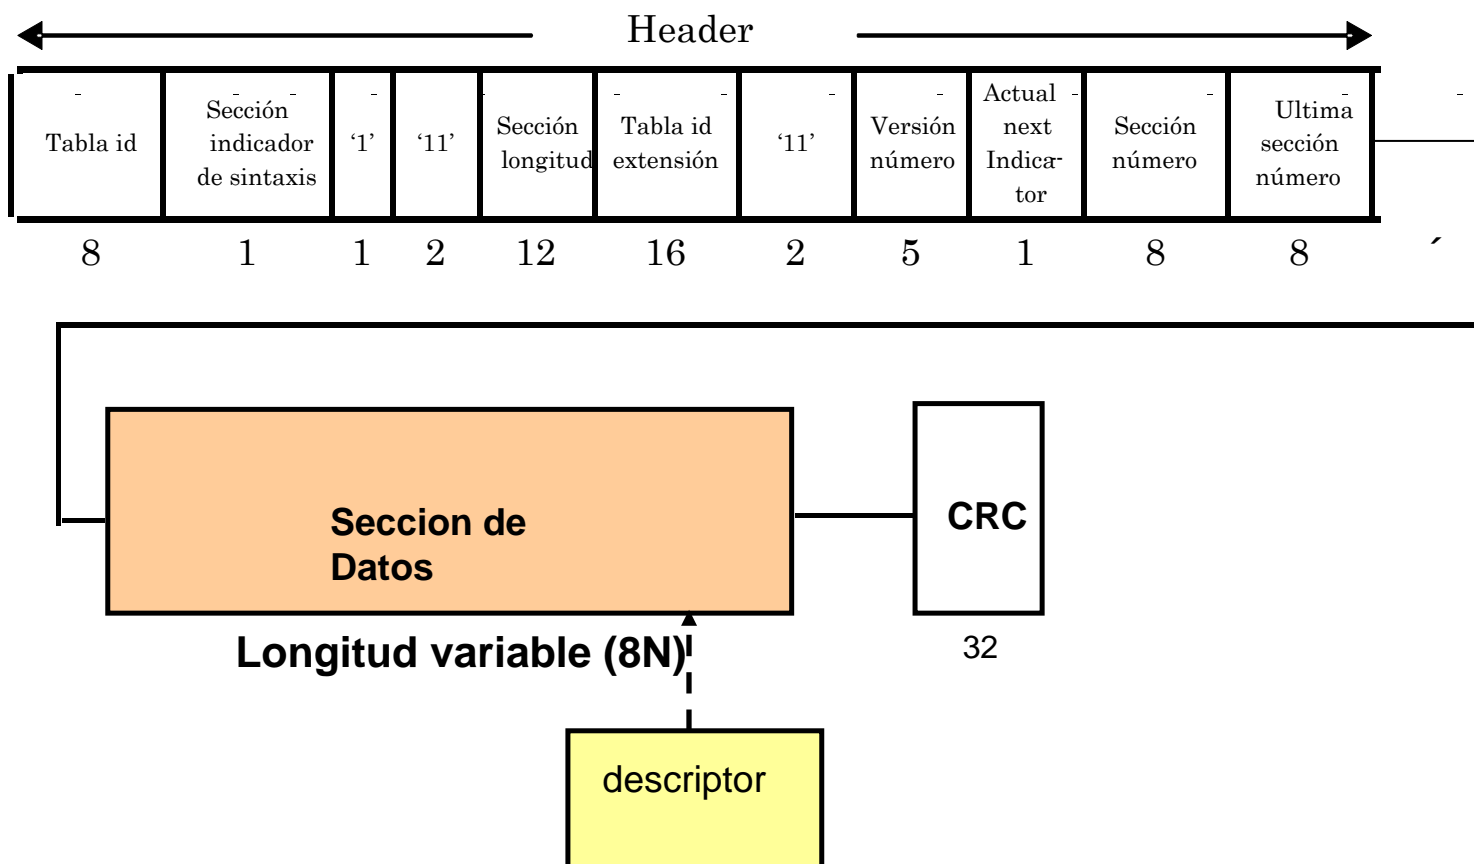 Header
Tabla id
Sección
indicador
de sintaxis
‘1’
‘11’
Sección
longitud
Tabla id
extensión
‘11’
Versión
número
Actual
next
Indica-
tor
Sección
número
Ultima
sección
número
8 1 1 2 12 16 2 5 1 8 8
Seccion de
Datos
CRC
Longitud variable (8N)
32
descriptor